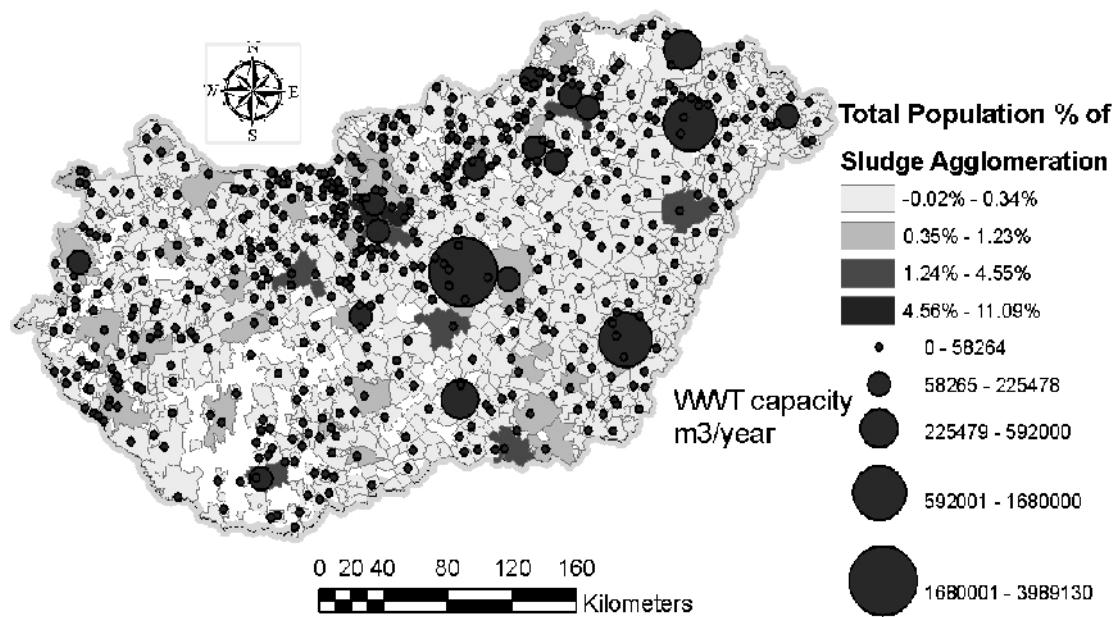 N
W E
S
Total Population % of
Sludge Agglomeration
-0.02% - 0.34%
0.35% - 1.23%
1.24% - 4.55%
4.56% - 11.09%
0 - 58264
WWT capacity
m3/year
58265 - 225478
225479 - 592000
592001 - 1680000
1680001 - 3989130
0 20 40 80 120 160
Kilometers